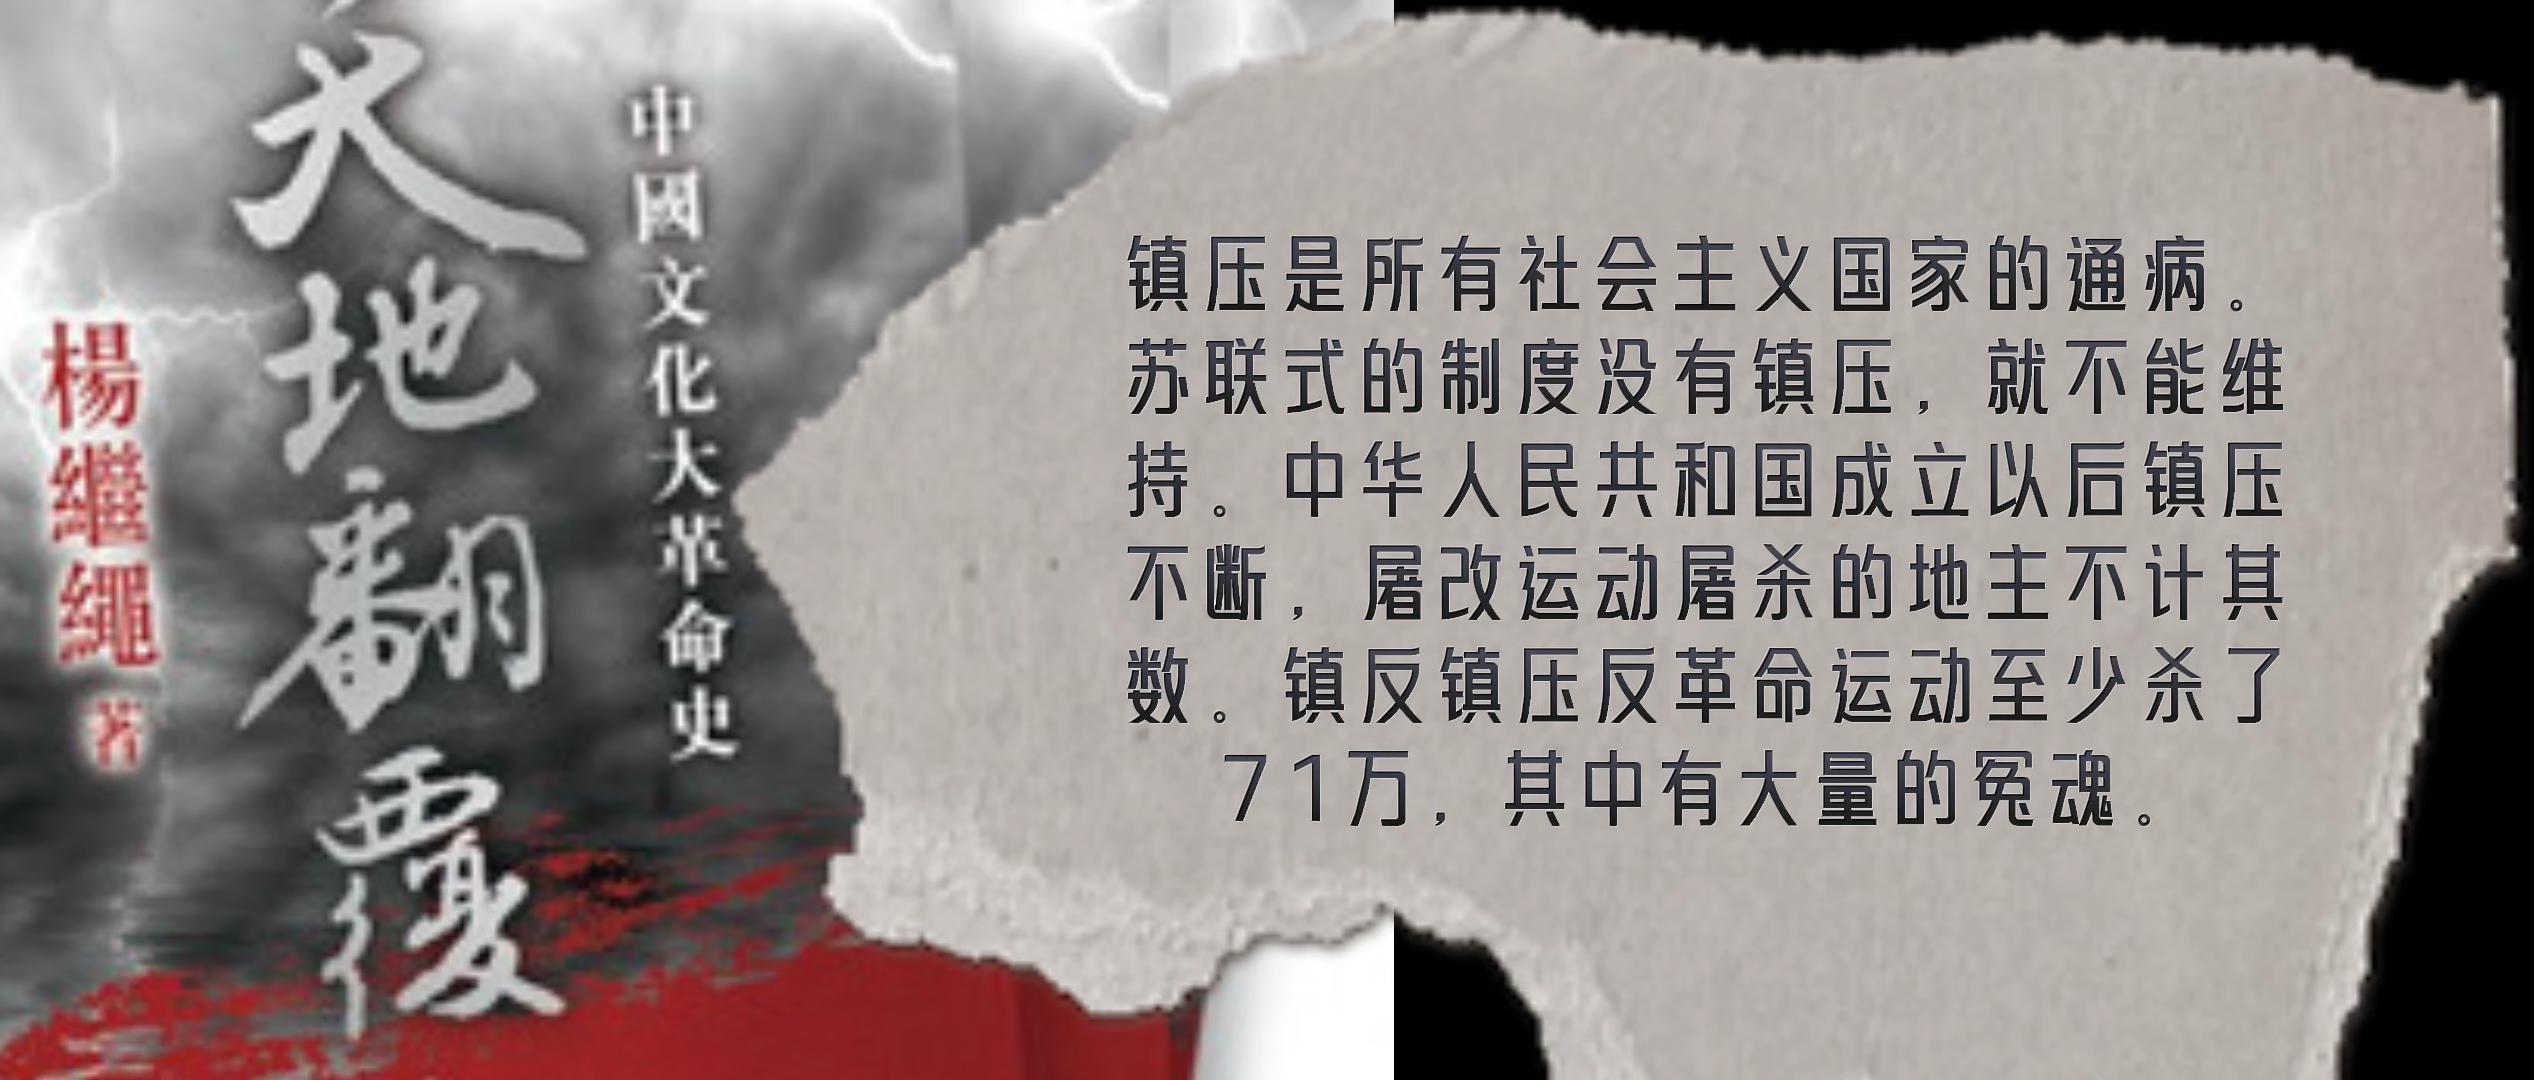 天地翻覆
中國文化大革命史
楊繼繩 著
镇压是所有社会主义国家的通病。
苏联式的制度没有镇压，就不能维
持。中华人民共和国成立以后镇压
不断，屠改运动屠杀的地主不计其
数。镇反镇压反革命运动至少杀了
71万，其中有大量的冤魂。